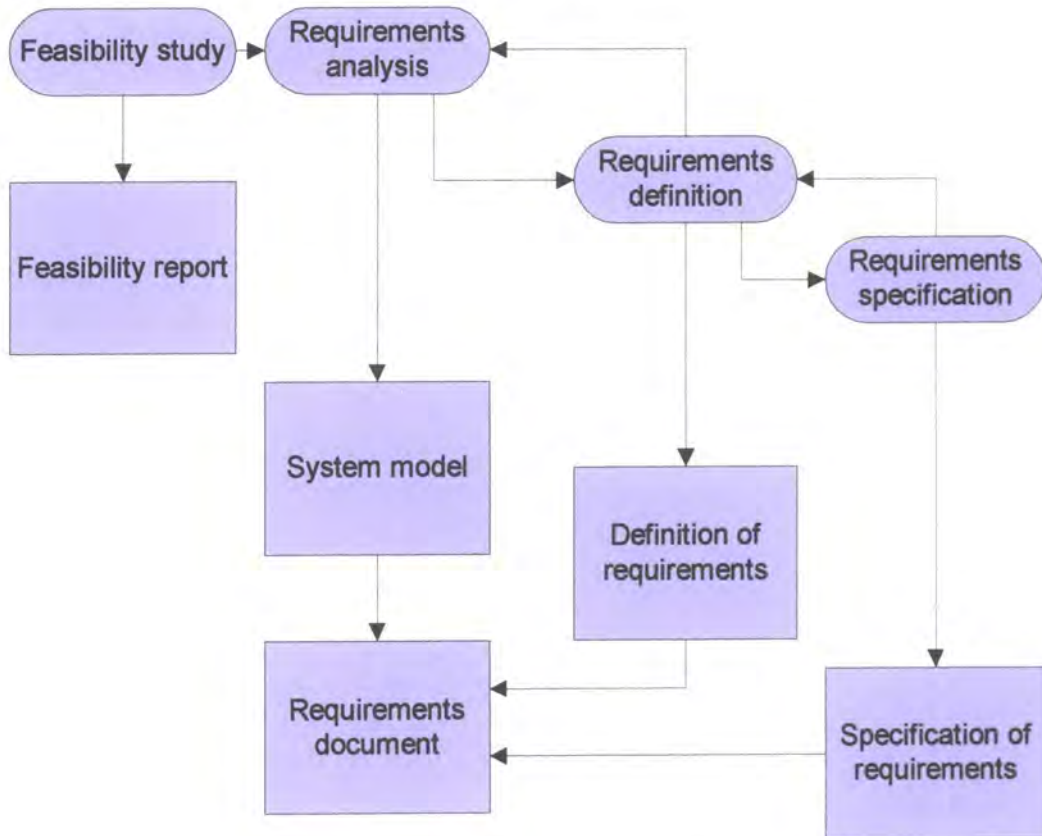 Feasibility study
Requirements
analysis
Requirements
definition
Feasibility report
Requirements
specification
System model
Definition of
requirements
Requirements
document
Specification of
requirements